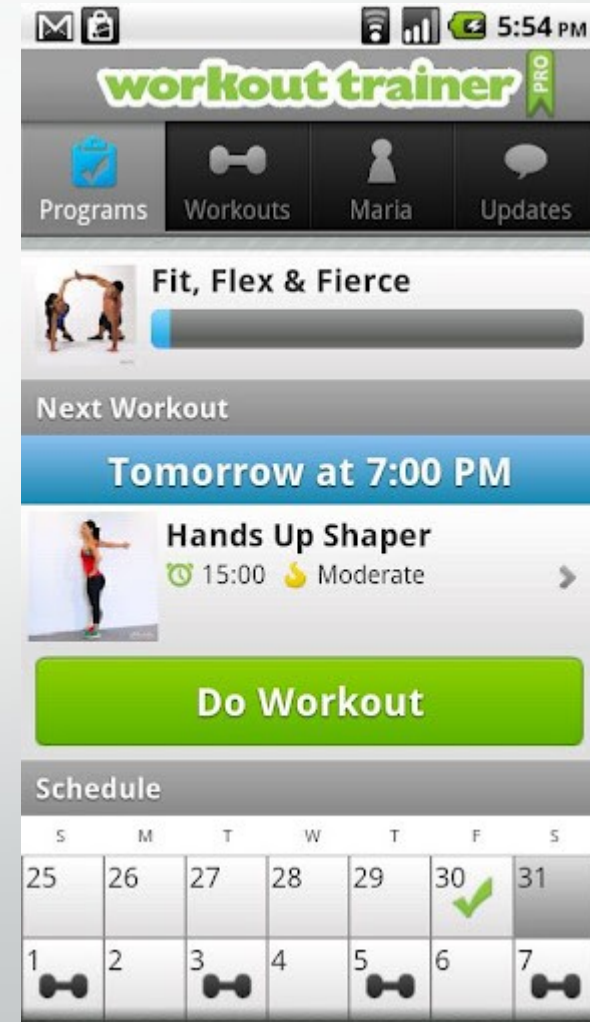 5:54 PM
workout trainer PRO
Programs Workouts Maria Updates
Fit, Flex & Fierce
Next Workout
Tomorrow at 7:00 PM
Hands Up Shaper
15:00 Moderate
Do Workout
Schedule
S M T W T F S
25 26 27 28 29 30 31
1 2 3 4 5 6 7